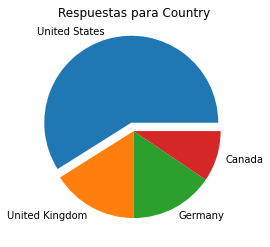 Respuestas para Country
United States
Canada
United Kingdom
Germany